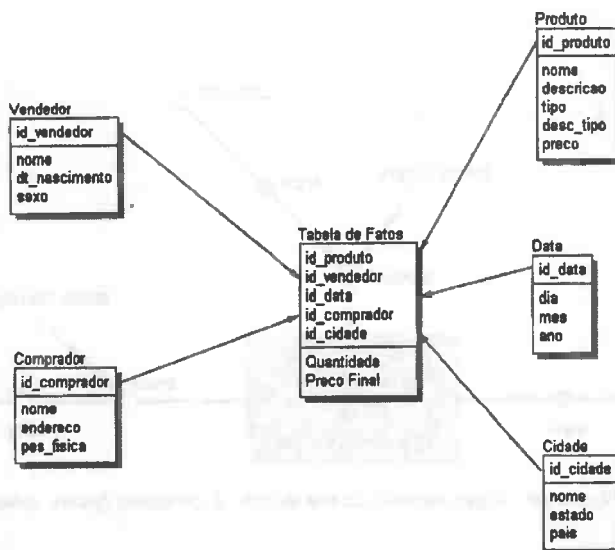 Produto
id_produto
nome
descricao
tipo
desc_tipo
preco
Vendedor
id_vendedor
nome
dt_nascimento
sexo
Tabela de Fatos
id_produto
id_vendedor
id_data
id_comprador
id_cidade
Quantidade
Preco Final
Data
id_data
dia
mes
ano
Comprador
id_comprador
nome
endereco
pes_fisica
Cidade
id_cidade
nome
estado
pais